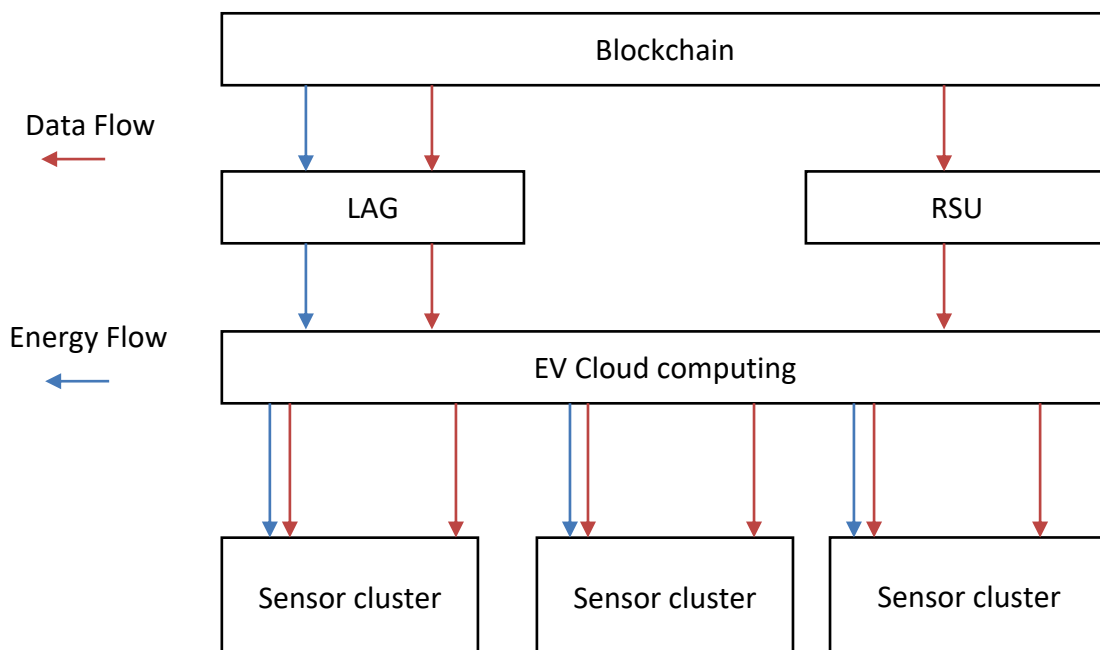 Blockchain
Data Flow
LAG
RSU
Energy Flow
EV Cloud computing
Sensor cluster
Sensor cluster
Sensor cluster